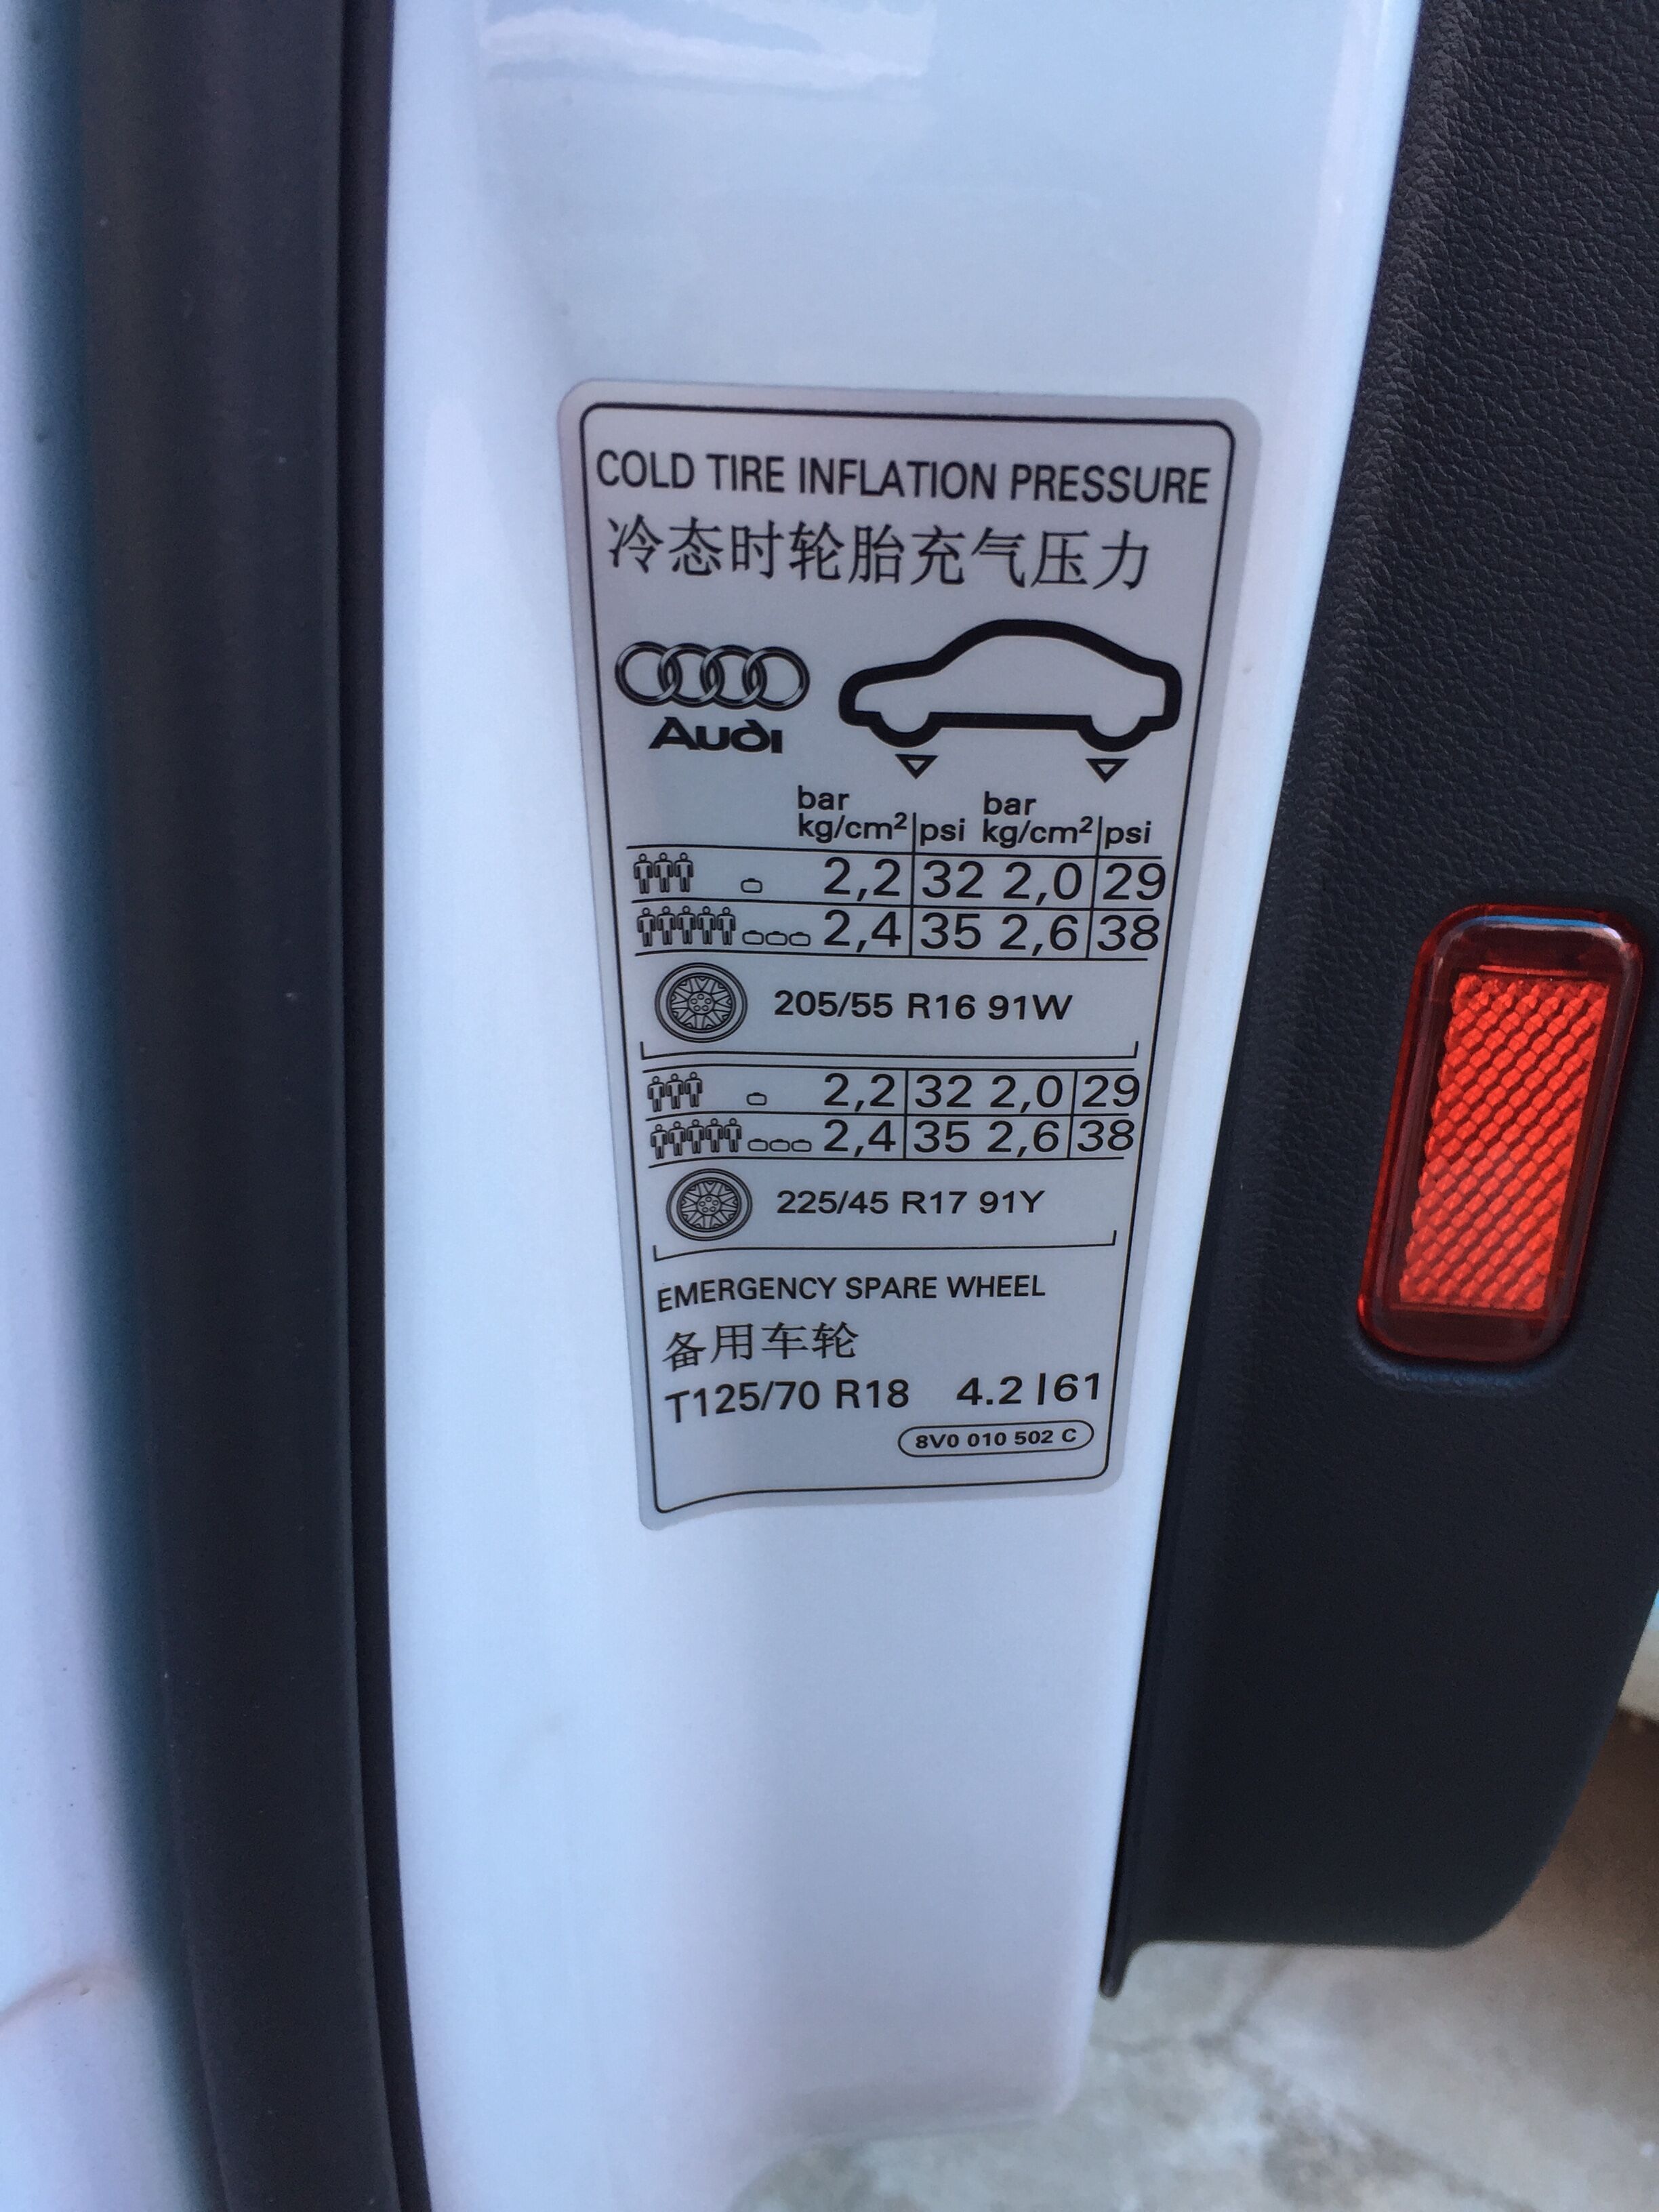 COLD TIRE INFLATION PRESSURE
冷态时轮胎充气压力
Audi
bar bar
kg/cm² psi kg/cm² psi
2,2 32 2,0 29
2,4 35 2,6 38
205/55 R16 91W
2,2 32 2,0 29
2,4 35 2,6 38
225/45 R17 91Y
EMERGENCY SPARE WHEEL
备用车轮
T125/70 R18 4.2 | 61
8V0 010 502 C